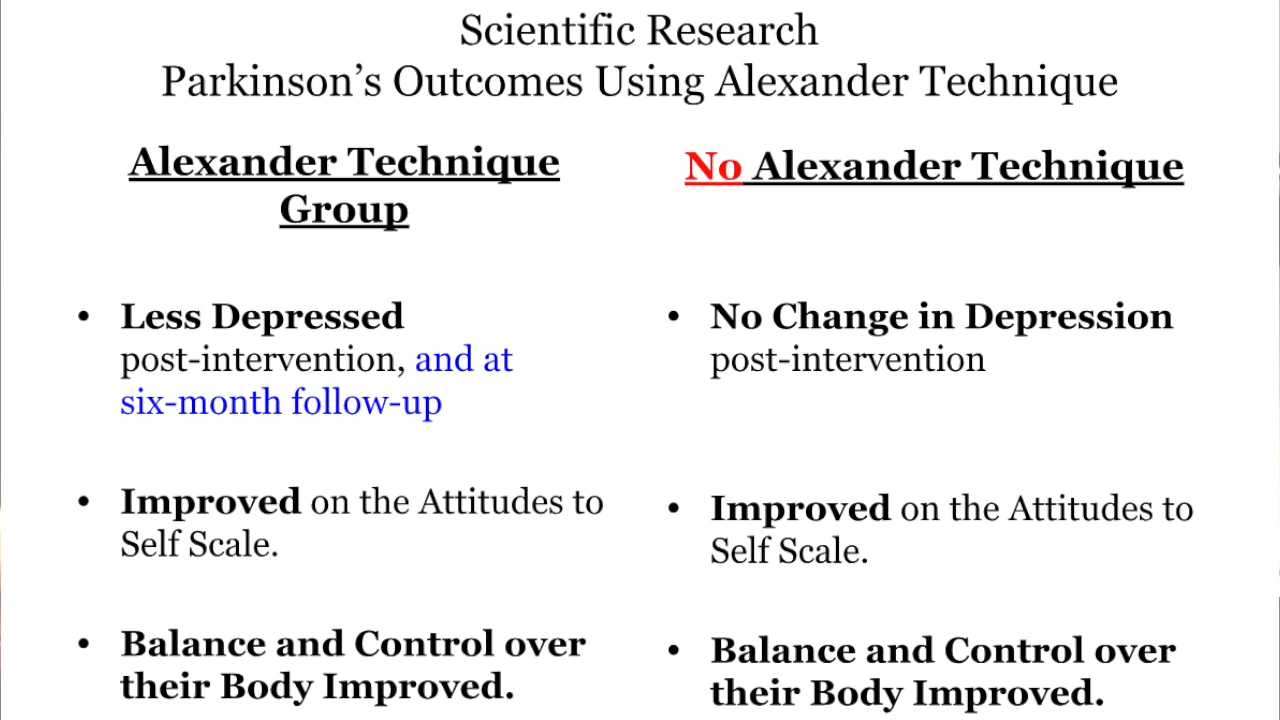 Scientific Research
Parkinson’s Outcomes Using Alexander Technique
Alexander Technique
Group
• Less Depressed
post-intervention, and at
six-month follow-up
• Improved on the Attitudes to
Self Scale.
• Balance and Control over
their Body Improved.
No Alexander Technique
• No Change in Depression
post-intervention
• Improved on the Attitudes to
Self Scale.
• Balance and Control over
their Body Improved.